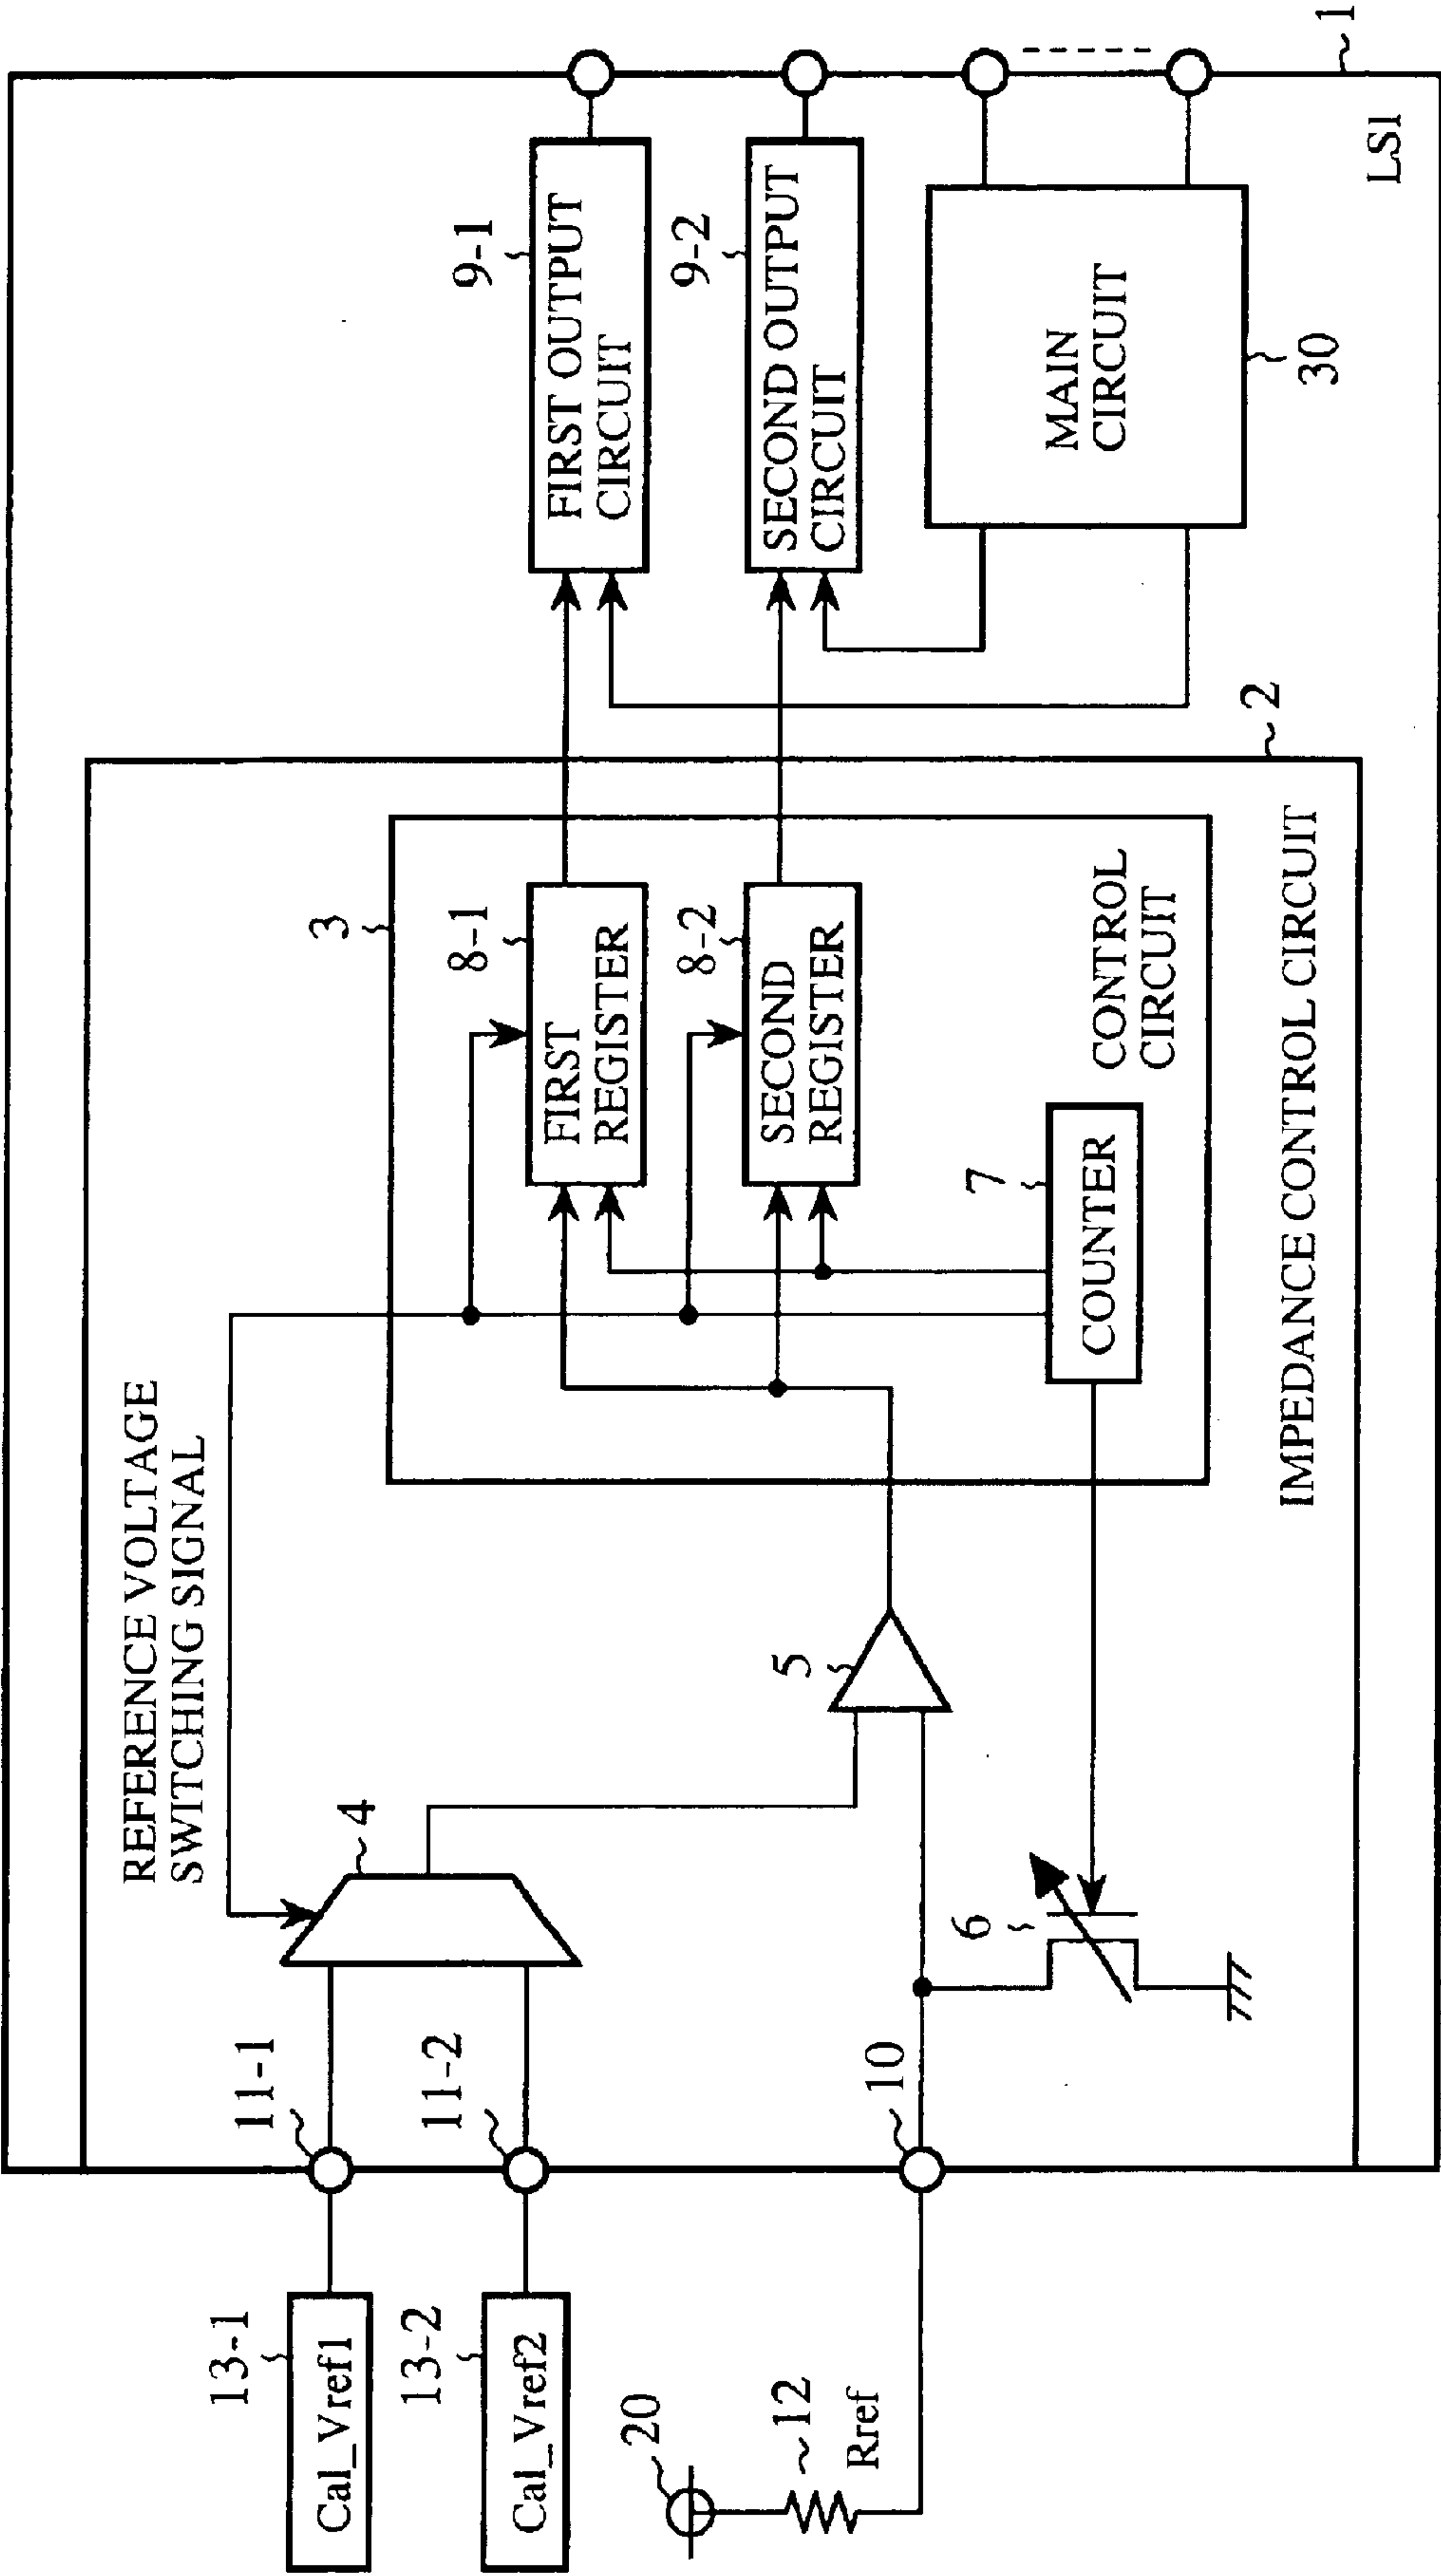 13-1
Cal_Vref1
11-1
13-2
Cal_Vref2
11-2
20
12
Rref
10
REFERENCE VOLTAGE
SWITCHING SIGNAL
4
5
6
3
8-1
FIRST
REGISTER
8-2
SECOND
REGISTER
7
COUNTER
CONTROL
CIRCUIT
IMPEDANCE CONTROL CIRCUIT
2
9-1
FIRST OUTPUT
CIRCUIT
9-2
SECOND OUTPUT
CIRCUIT
MAIN
CIRCUIT
30
LSI
1